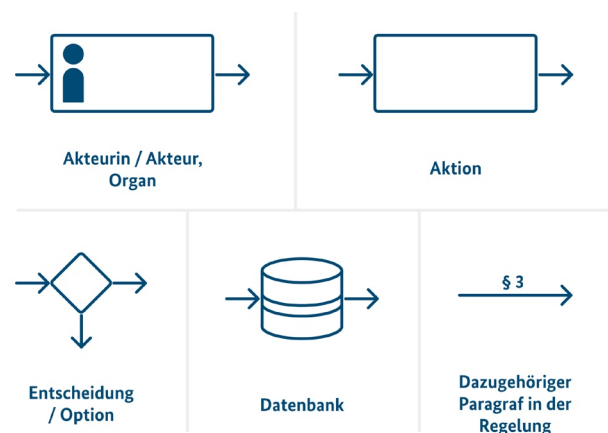 Akteurin / Akteur,
Organ
Aktion
§ 3
Entscheidung
/ Option
Datenbank
Dazugehöriger
Paragraf in der
Regelung